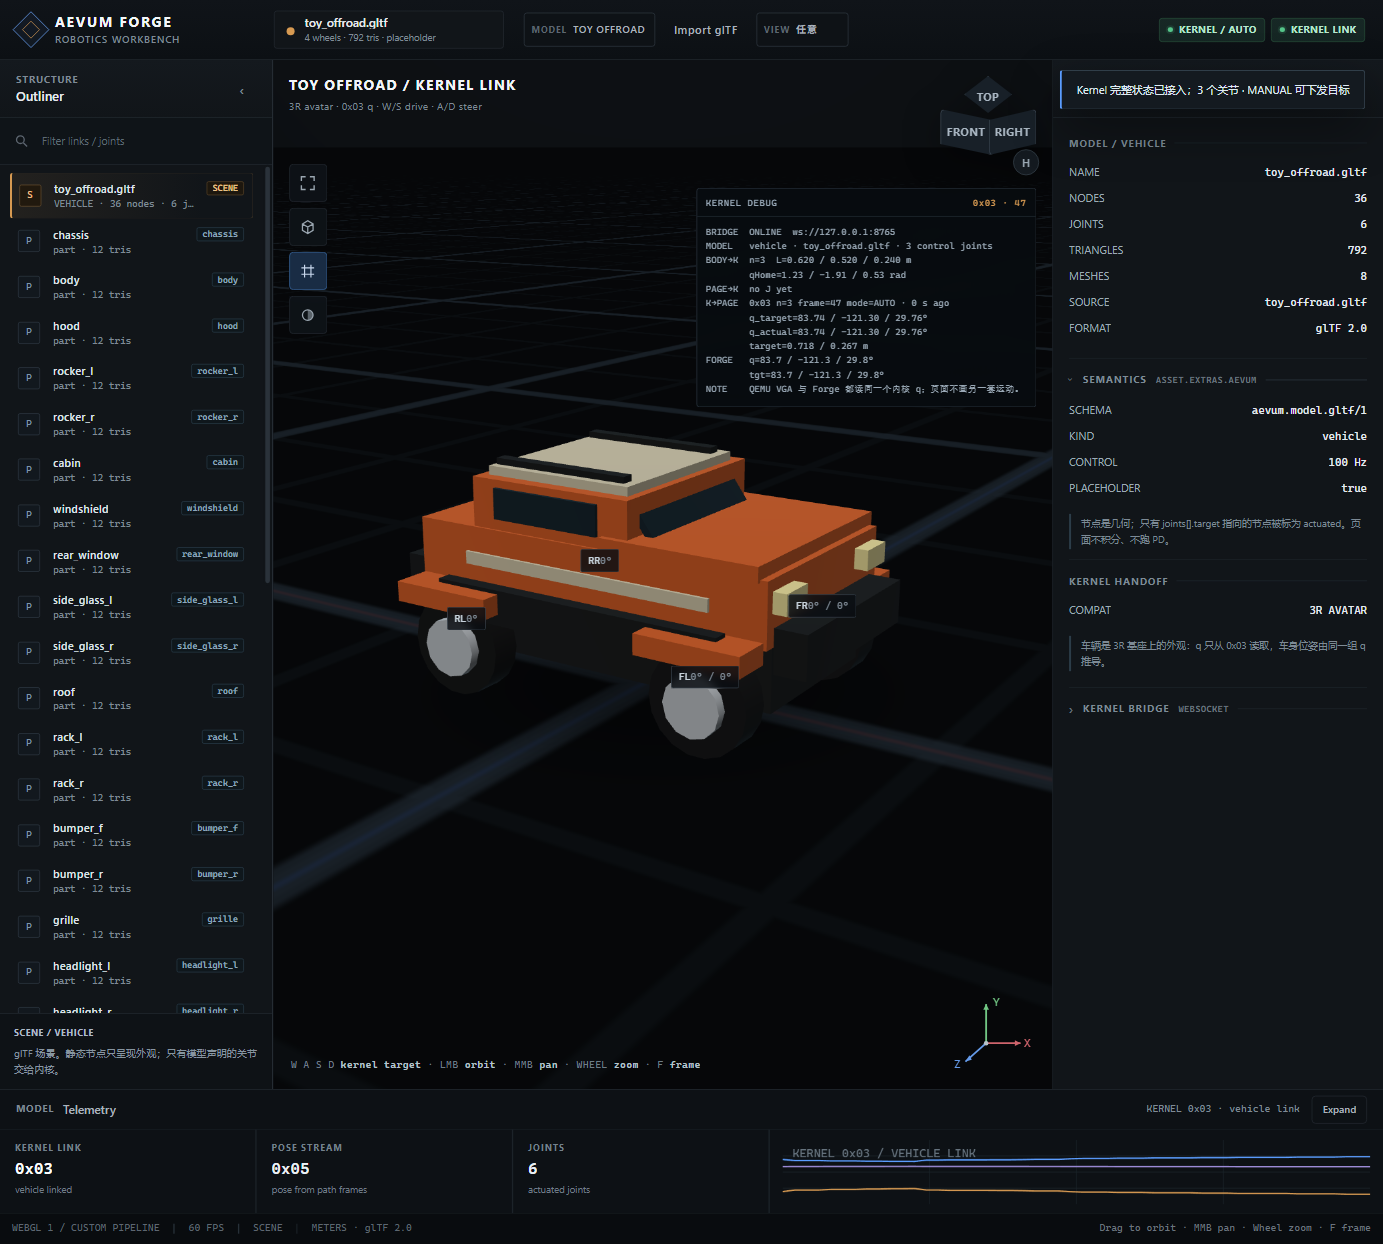 AEVUM FORGE
ROBOTICS WORKBENCH
toy_offroad.gltf
4 wheels · 792 tris · placeholder
MODEL TOY OFFROAD
Import glTF
VIEW 任意
KERNEL / AUTO
KERNEL LINK
STRUCTURE
Outliner
‹
Filter links / joints
S
toy_offroad.gltf
SCENE
VEHICLE · 36 nodes · 6 j…
P
chassis
chassis
part · 12 tris
P
body
body
part · 12 tris
P
hood
hood
part · 12 tris
P
rocker_l
rocker_l
part · 12 tris
P
rocker_r
rocker_r
part · 12 tris
P
cabin
cabin
part · 12 tris
P
windshield
windshield
part · 12 tris
P
rear_window
rear_window
part · 12 tris
P
side_glass_l
side_glass_l
part · 12 tris
P
side_glass_r
side_glass_r
part · 12 tris
P
roof
roof
part · 12 tris
P
rack_l
rack_l
part · 12 tris
P
rack_r
rack_r
part · 12 tris
P
bumper_f
bumper_f
part · 12 tris
P
bumper_r
bumper_r
part · 12 tris
P
grille
grille
part · 12 tris
P
headlight_l
headlight_l
part · 12 tris
headlight_r
headlight_r
SCENE / VEHICLE
glTF 场景。静态节点只呈现外观；只有模型声明的关节
交给内核。
TOY OFFROAD / KERNEL LINK
3R avatar · 0x03 q · W/S drive · A/D steer
TOP
FRONT
RIGHT
H
KERNEL DEBUG
0x03 · 47
BRIDGE ONLINE ws://127.0.0.1:8765
MODEL vehicle · toy_offroad.gltf · 3 control joints
BODY→K n=3 L=0.620 / 0.520 / 0.240 m
qHome=1.23 / -1.91 / 0.53 rad
PAGE→K no J yet
K→PAGE 0x03 n=3 frame=47 mode=AUTO · 0 s ago
q_target=83.74 / -121.30 / 29.76°
q_actual=83.74 / -121.30 / 29.76°
target=0.718 / 0.267 m
FORGE q=83.7 / -121.3 / 29.8°
tgt=83.7 / -121.3 / 29.8°
NOTE QEMU VGA 与 Forge 都读同一个内核 q；页面不画另一套运动。
RR0°
FR0° / 0°
RL0°
FL0° / 0°
Y
X
Z
W A S D kernel target · LMB orbit · MMB pan · WHEEL zoom · F frame
Kernel 完整状态已接入；3 个关节 · MANUAL 可下发目标
MODEL / VEHICLE
NAME toy_offroad.gltf
NODES 36
JOINTS 6
TRIANGLES 792
MESHES 8
SOURCE toy_offroad.gltf
FORMAT glTF 2.0
SEMANTICS ASSET.EXTRAS.AEVUM
SCHEMA aevum.model.gltf/1
KIND vehicle
CONTROL 100 Hz
PLACEHOLDER true
节点是几何；只有 joints[].target 指向的节点被标为 actuated。页
面不积分、不跑 PD。
KERNEL HANDOFF
COMPAT 3R AVATAR
车辆是 3R 基座上的外观：q 只从 0x03 读取，车身位姿由同一组 q
推导。
› KERNEL BRIDGE WEBSOCKET
MODEL Telemetry
KERNEL 0x03 · vehicle link
Expand
KERNEL LINK
0x03
vehicle linked
POSE STREAM
0x05
pose from path frames
JOINTS
6
actuated joints
KERNEL 0x03 / VEHICLE LINK
WEBGL 1 / CUSTOM PIPELINE | 60 FPS | SCENE | METERS · glTF 2.0
Drag to orbit · MMB pan · Wheel zoom · F frame